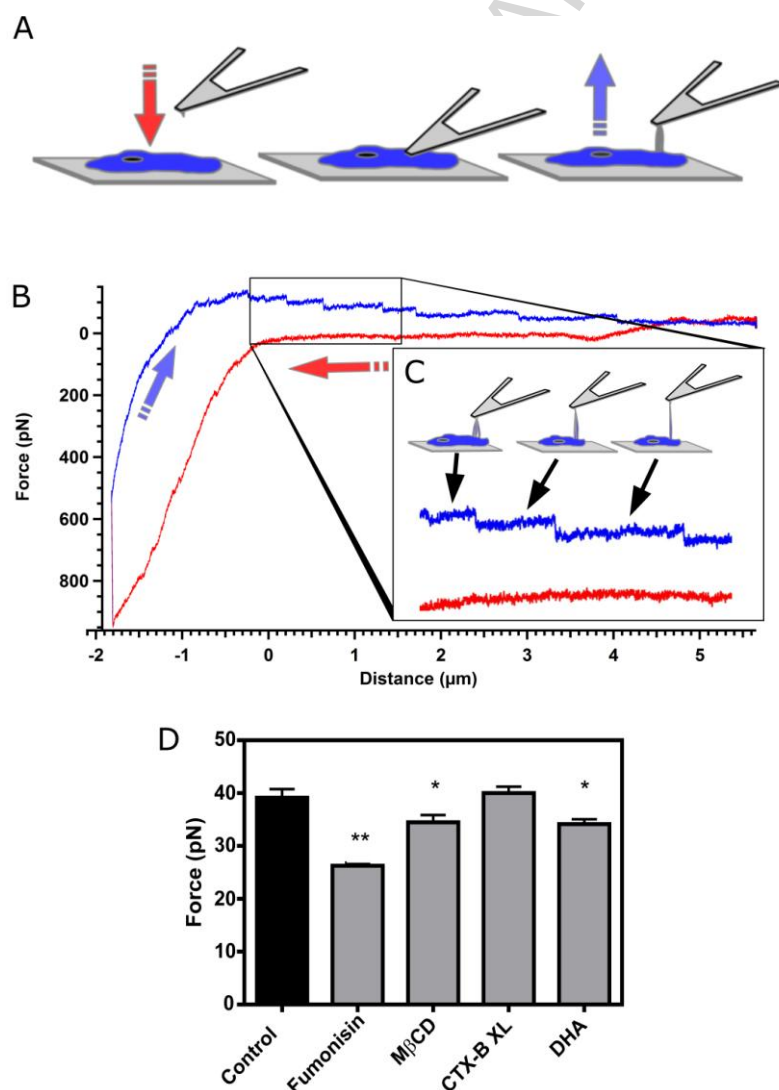 A
B
0
200
400
600
800
Force (pN)
C
-2 -1 0 1 2 3 4 5
Distance (µm)
D
50
40
30
20
10
0
Force (pN)
**
*
*
Control
Fumonisin
MβCD
CTX-B XL
DHA